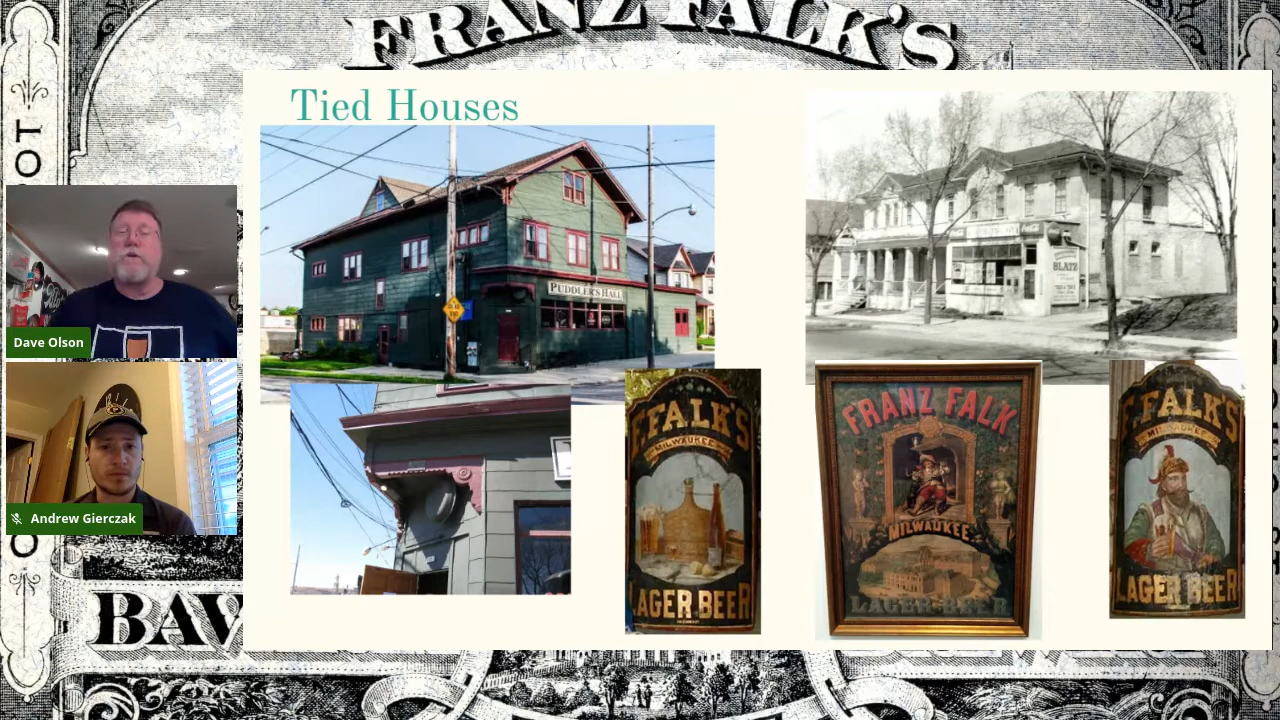 FRANZ FALK'S
Tied Houses
PUDDLER'S HALL
BLATZ
Dave Olson
Andrew Gierczak
F. FALK'S
MILWAUKEE
LAGER BEER
FRANZ FALK
MILWAUKEE
LAGER BEER
F. FALK'S
MILWAUKEE
LAGER BEER
BAV